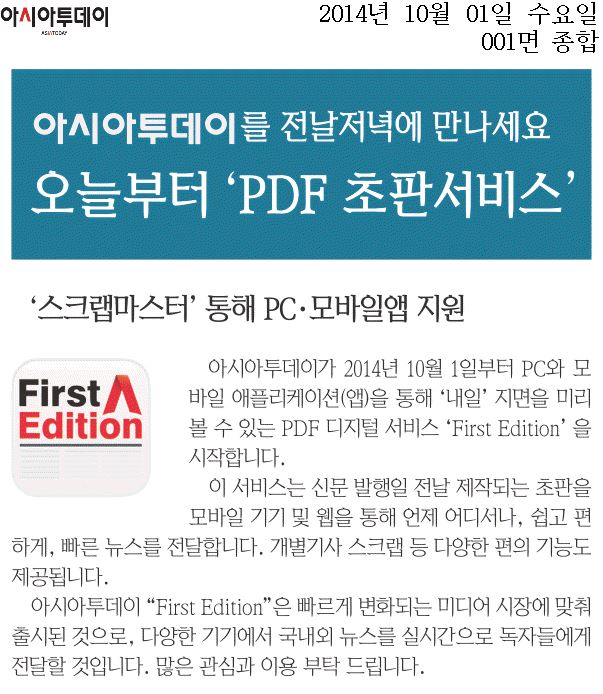 아시아투데이
ASIATODAY
2014년 10월 01일 수요일
001면 종합
아시아투데이를 전날저녁에 만나세요
오늘부터 ‘PDF 초판서비스’
‘스크랩마스터’ 통해 PC·모바일앱 지원
First
Edition
아시아투데이가 2014년 10월 1일부터 PC와 모
바일 애플리케이션(앱)을 통해 ‘내일’ 지면을 미리
볼 수 있는 PDF 디지털 서비스 ‘First Edition’ 을
시작합니다.
이 서비스는 신문 발행일 전날 제작되는 초판을
모바일 기기 및 웹을 통해 언제 어디서나, 쉽고 편
하게, 빠른 뉴스를 전달합니다. 개별기사 스크랩 등 다양한 편의 기능도
제공됩니다.
아시아투데이 “First Edition”은 빠르게 변화되는 미디어 시장에 맞춰
출시된 것으로, 다양한 기기에서 국내외 뉴스를 실시간으로 독자들에게
전달할 것입니다. 많은 관심과 이용 부탁 드립니다.